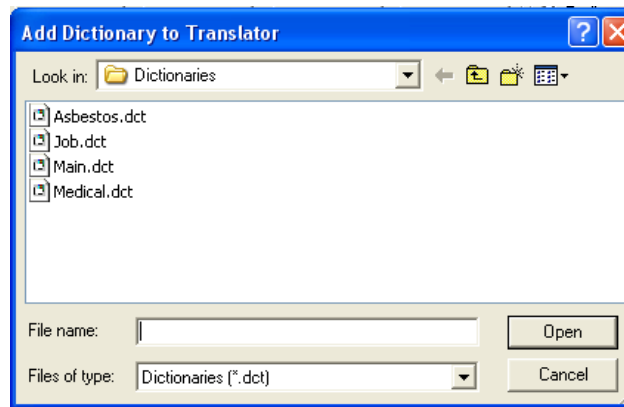 Add Dictionary to Translator
Look in: Dictionaries
Asbestos.dct
Job.dct
Main.dct
Medical.dct
File name: Open
Files of type: Dictionaries (*.dct) Cancel